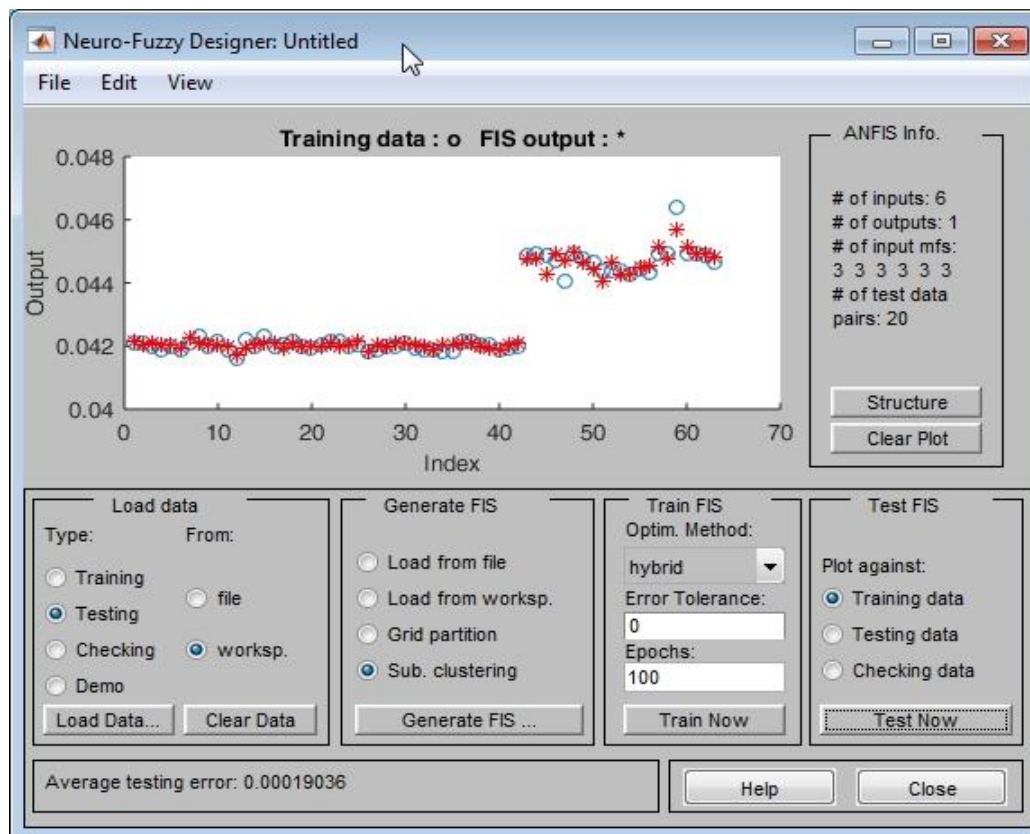 Neuro-Fuzzy Designer: Untitled
File Edit View
Training data : o FIS output : *
0.048
0.046
0.044
0.042
0.04
Output
0 10 20 30 40 50 60 70
Index
ANFIS Info.
# of inputs: 6
# of outputs: 1
# of input mfs:
3 3 3 3 3 3
# of test data
pairs: 20
Structure
Clear Plot
Load data
Type: From:
Training
Testing
Checking
Demo
file
worksp.
Load Data... Clear Data
Generate FIS
Load from file
Load from worksp.
Grid partition
Sub. clustering
Generate FIS ...
Train FIS
Optim. Method:
hybrid
Error Tolerance:
0
Epochs:
100
Train Now
Test FIS
Plot against:
Training data
Testing data
Checking data
Test Now
Average testing error: 0.00019036
Help Close